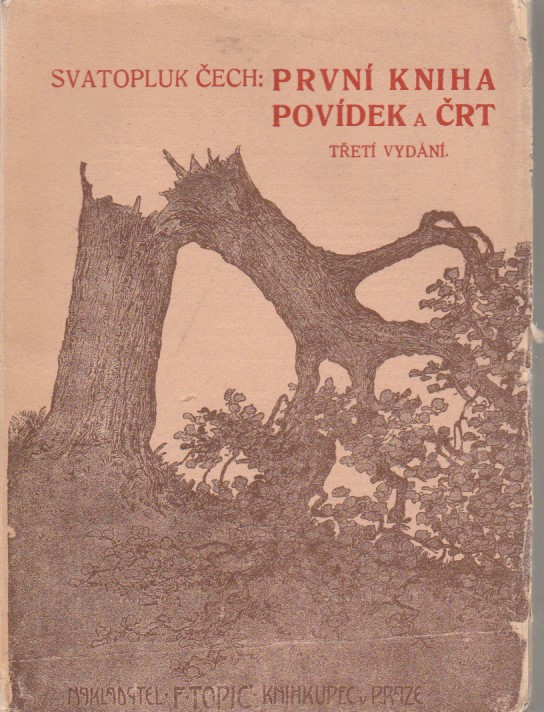 SVATOPLUK ČECH: PRVNÍ KNIHA
POVÍDEK A ČRT
TŘETÍ VYDÁNÍ.
NAKLADATEL · F · TOPIČ · KNIHKUPEC V PRAZE